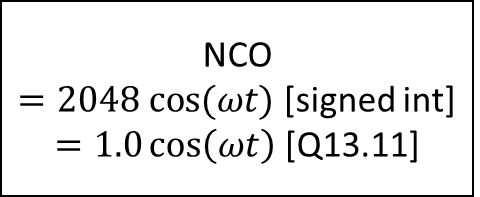 NCO
= 2048 cos(ωt) [signed int]
= 1.0 cos(ωt) [Q13.11]